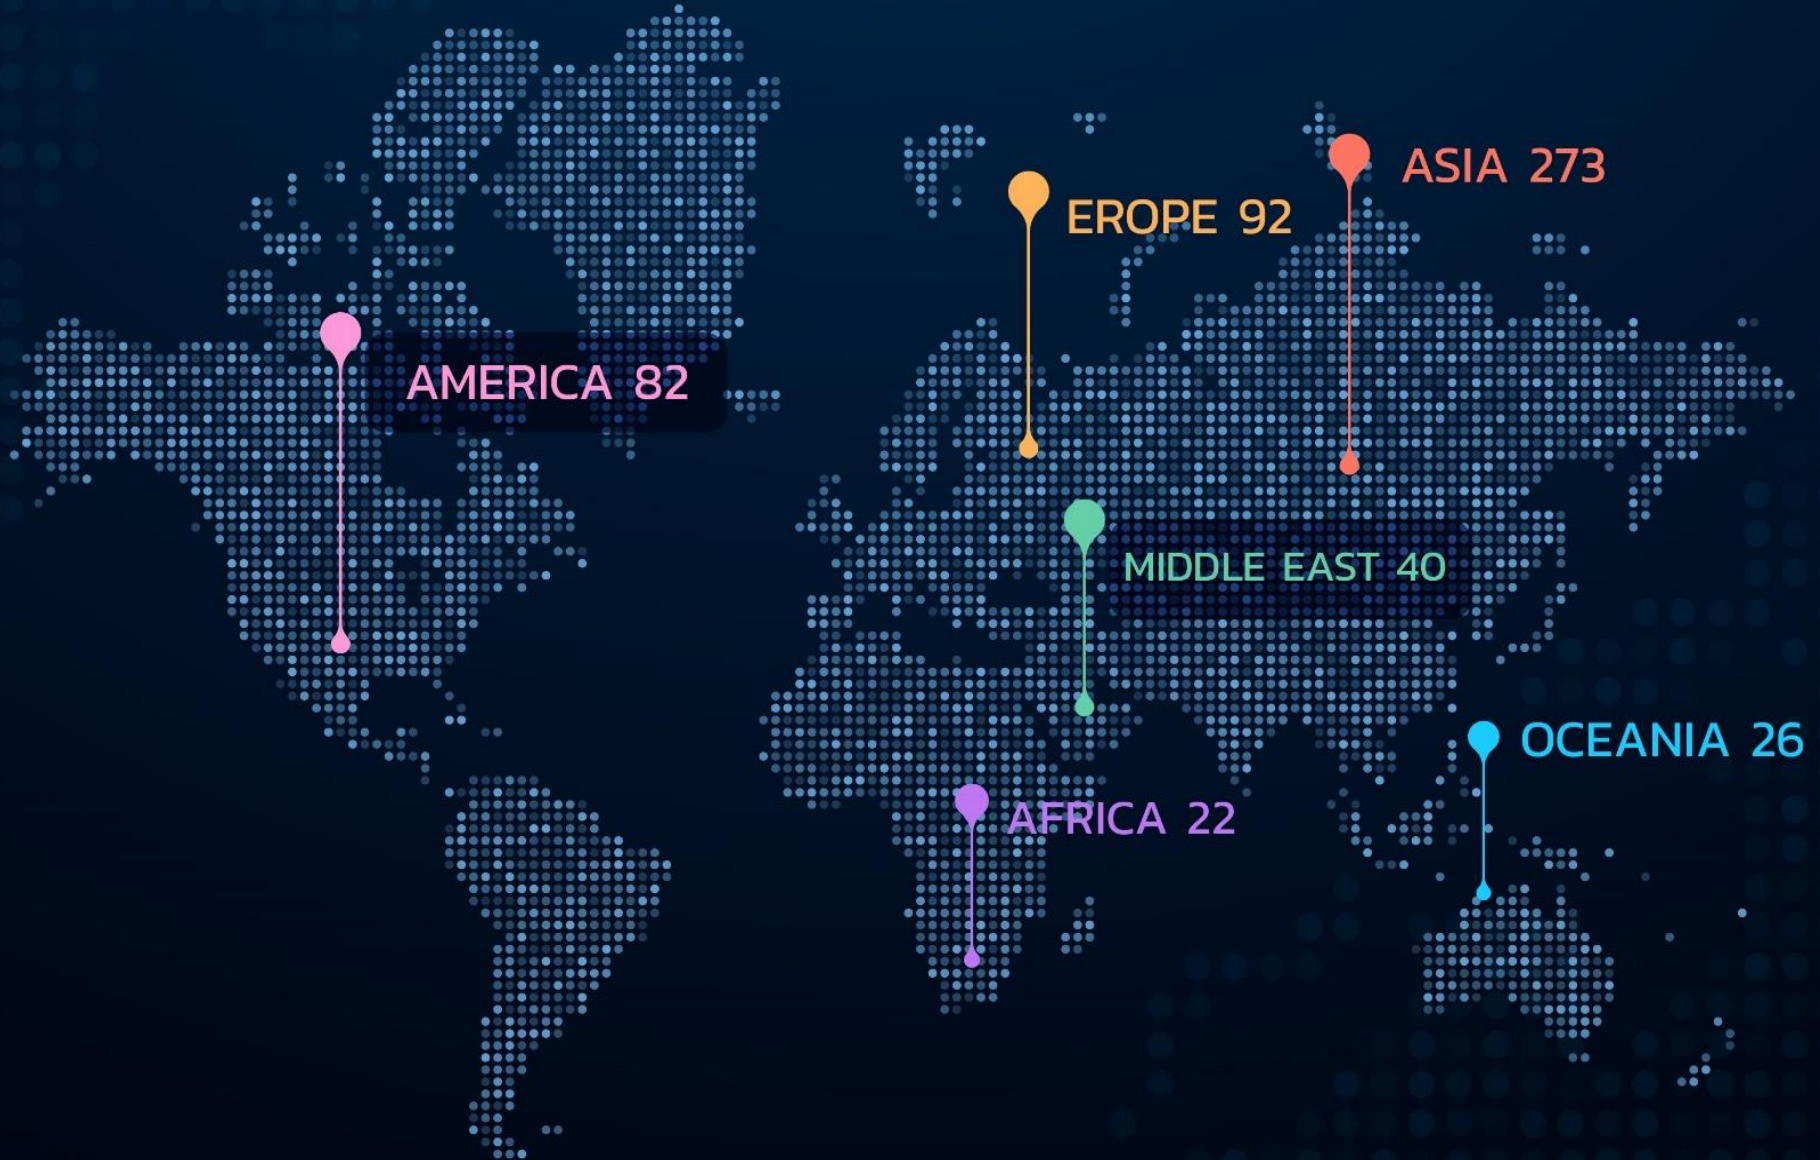 ASIA 273
EROPE 92
AMERICA 82
MIDDLE EAST 40
OCEANIA 26
AFRICA 22